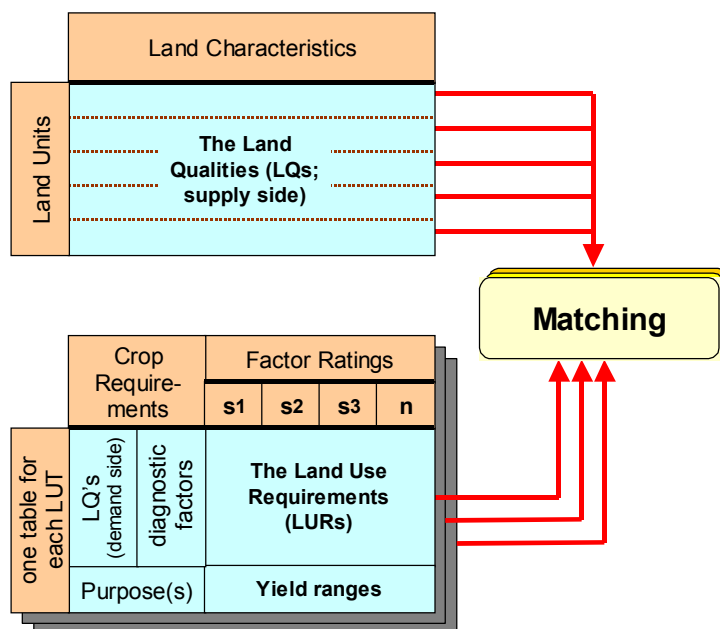 Land Characteristics
Land Units
The Land
Qualities (LQs;
supply side)
Matching
Crop
Require-
ments
Factor Ratings
s1 s2 s3 n
one table for
each LUT
LQ's
(demand side)
diagnostic
factors
The Land Use
Requirements
(LURs)
Purpose(s)
Yield ranges